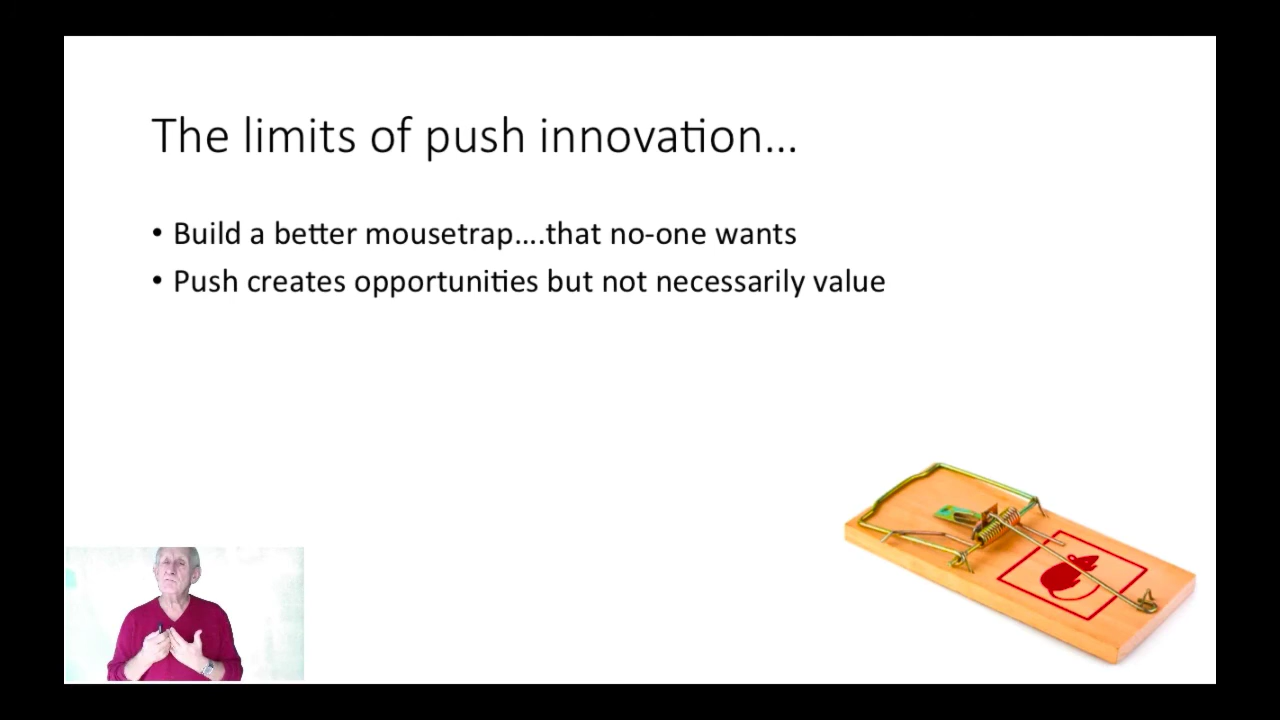 The limits of push innovation...
• Build a better mousetrap....that no-one wants
• Push creates opportunities but not necessarily value